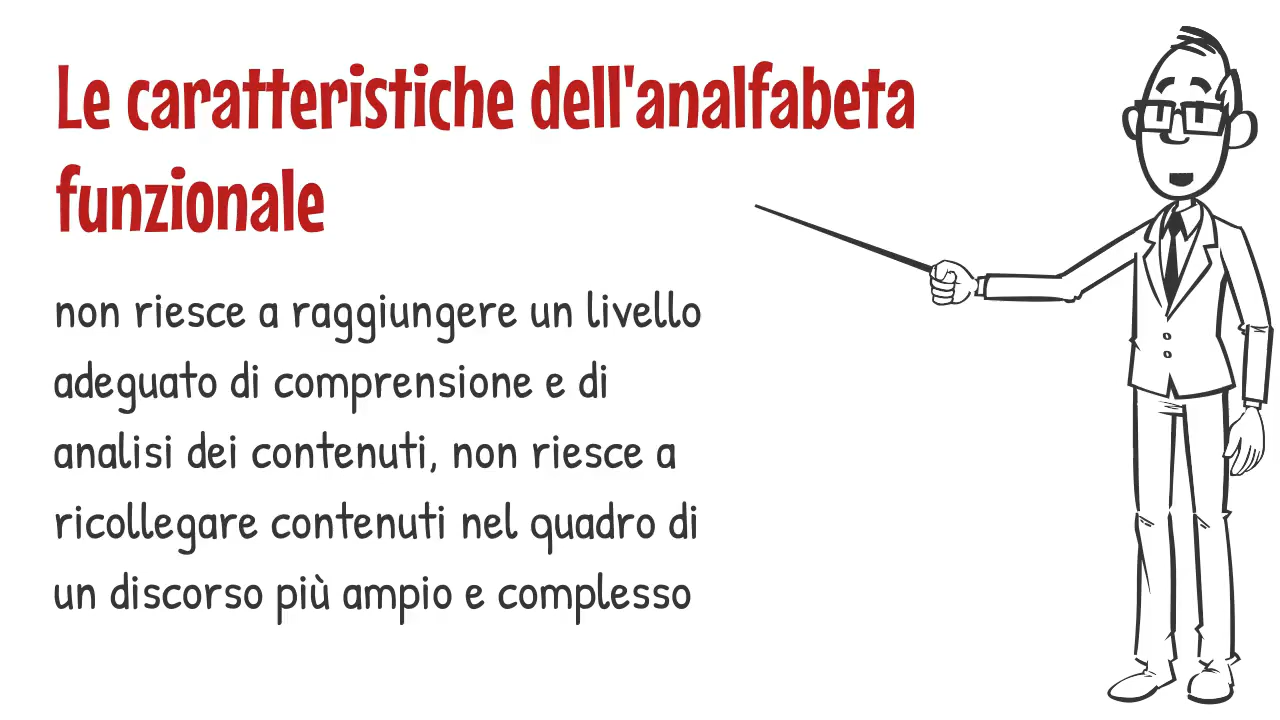 Le caratteristiche dell'analfabeta
funzionale
non riesce a raggiungere un livello
adeguato di comprensione e di
analisi dei contenuti, non riesce a
ricollegare contenuti nel quadro di
un discorso più ampio e complesso